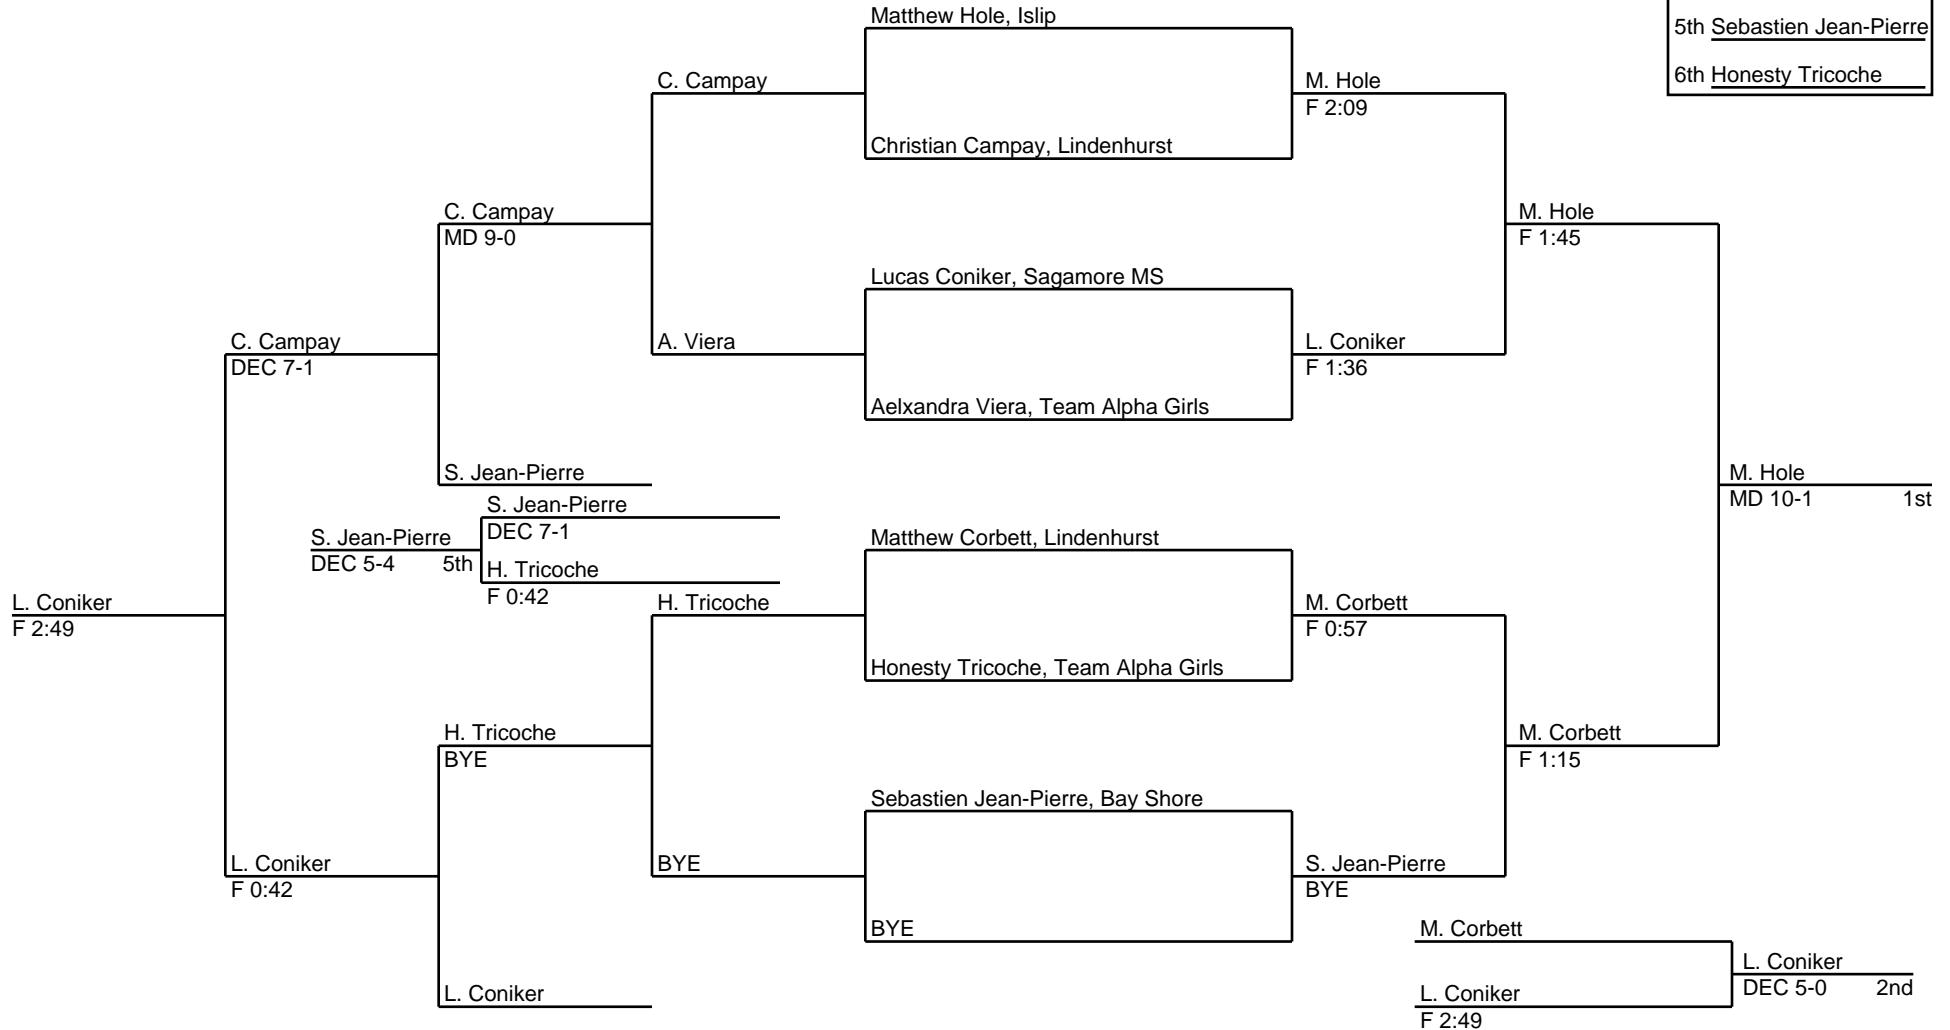 Matthew Hole, Islip
5th Sebastien Jean-Pierre
6th Honesty Tricoche
C. Campay
M. Hole
F 2:09
Christian Campay, Lindenhurst
C. Campay
MD 9-0
M. Hole
F 1:45
Lucas Coniker, Sagamore MS
C. Campay
DEC 7-1
A. Viera
L. Coniker
F 1:36
Aelxandra Viera, Team Alpha Girls
S. Jean-Pierre
M. Hole
MD 10-1 1st
S. Jean-Pierre
DEC 7-1
S. Jean-Pierre
DEC 5-4 5th
H. Tricoche
F 0:42
Matthew Corbett, Lindenhurst
L. Coniker
F 2:49
H. Tricoche
M. Corbett
F 0:57
Honesty Tricoche, Team Alpha Girls
H. Tricoche
BYE
M. Corbett
F 1:15
Sebastien Jean-Pierre, Bay Shore
L. Coniker
F 0:42
BYE
S. Jean-Pierre
BYE
BYE
M. Corbett
L. Coniker
DEC 5-0 2nd
L. Coniker
L. Coniker
F 2:49